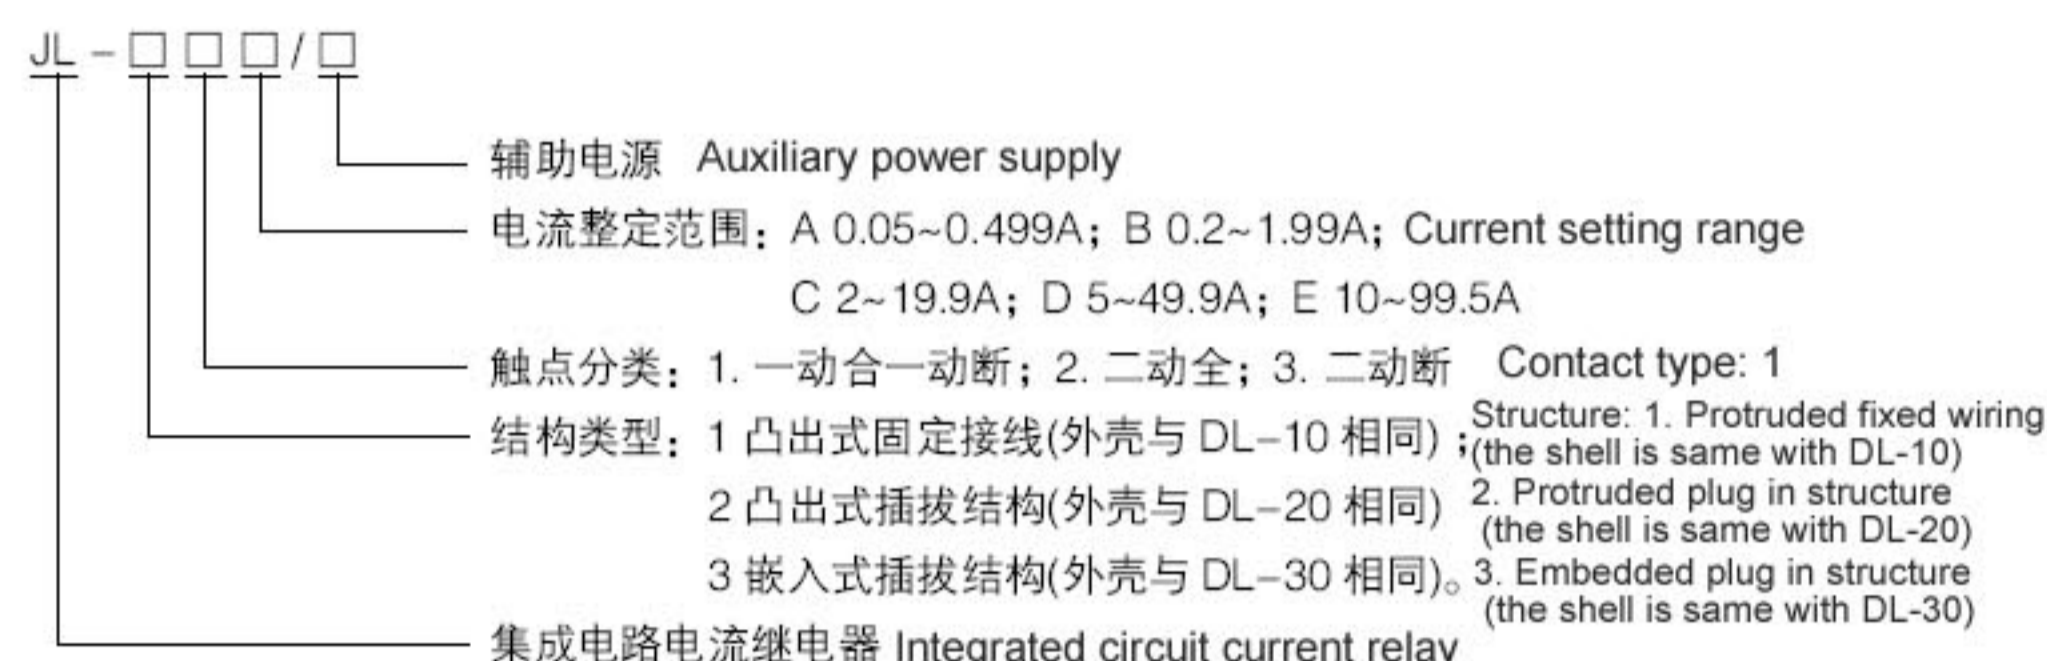 JL-□□□/□
辅助电源 Auxiliary power supply
电流整定范围：A 0.05~0.499A；B 0.2~1.99A；Current setting range
C 2~19.9A；D 5~49.9A；E 10~99.5A
触点分类：1. 一动合一动断；2. 二动全；3. 二动断 Contact type: 1
结构类型：1 凸出式固定接线(外壳与 DL-10 相同)；
Structure: 1. Protruded fixed wiring
(the shell is same with DL-10)
2 凸出式插拔结构(外壳与 DL-20 相同)
2. Protruded plug in structure
(the shell is same with DL-20)
3 嵌入式插拔结构(外壳与 DL-30 相同)。
3. Embedded plug in structure
(the shell is same with DL-30)
集成电路电流继电器 Integrated circuit current relay